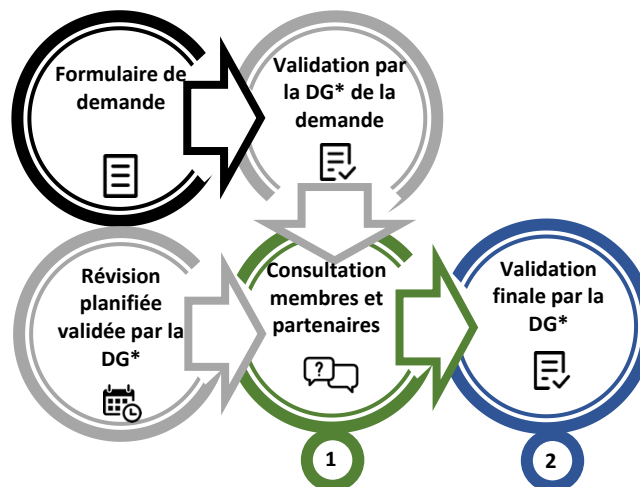 Formulaire de
demande
Validation par
la DG* de la
demande
Révision
planifiée
validée par la
DG*
Consultation
membres et
partenaires
?
Validation
finale par la
DG*
1
2